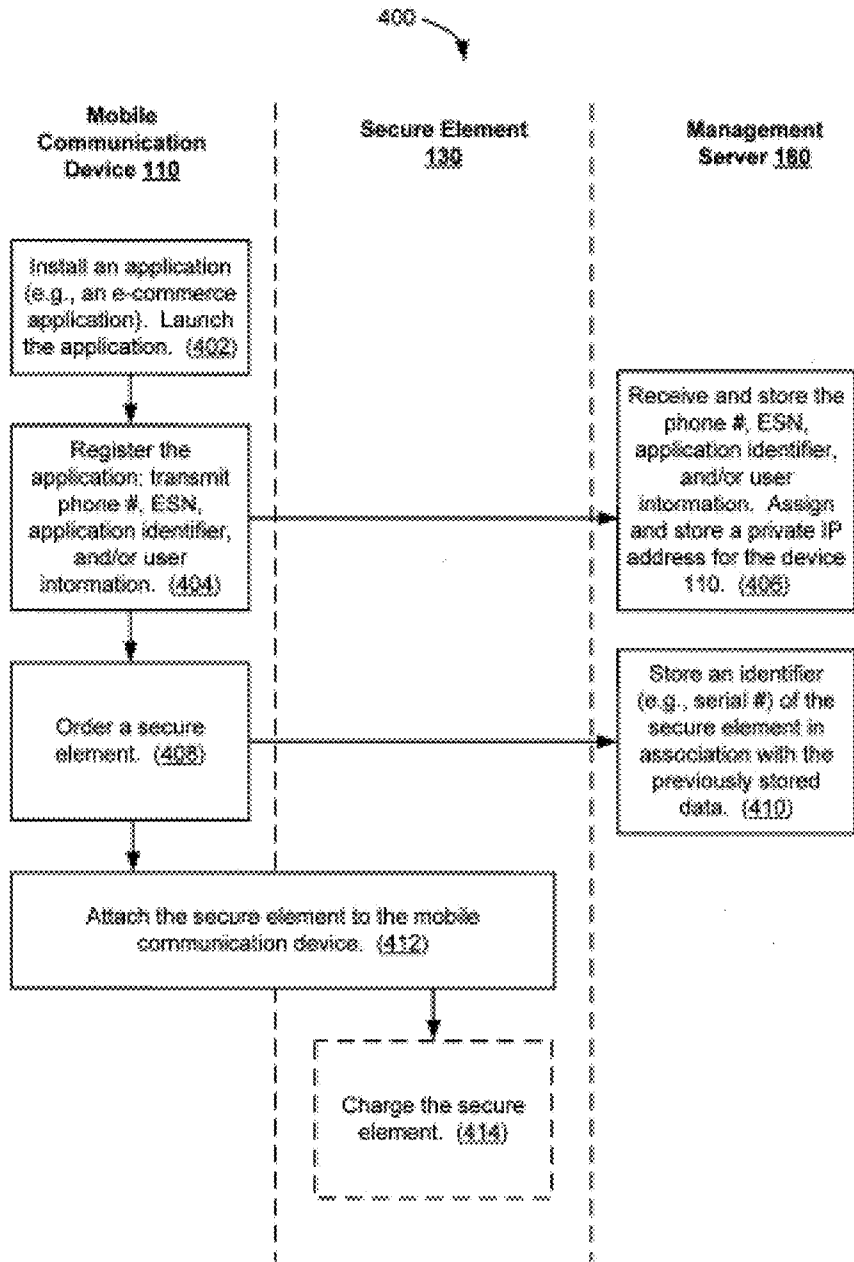 400
Mobile
Communication
Device 110
Secure Element
130
Management
Server 160
Install an application
(e.g., an e-commerce
application). Launch
the application. (402)
Register the
application: transmit
phone #, ESN,
application identifier,
and/or user
information. (404)
Receive and store the
phone #, ESN,
application identifier,
and/or user
information. Assign
and store a private IP
address for the device
110. (406)
Order a secure
element. (408)
Store an identifier
(e.g., serial #) of the
secure element in
association with the
previously stored
data. (410)
Attach the secure element to the mobile
communication device. (412)
Charge the secure
element. (414)